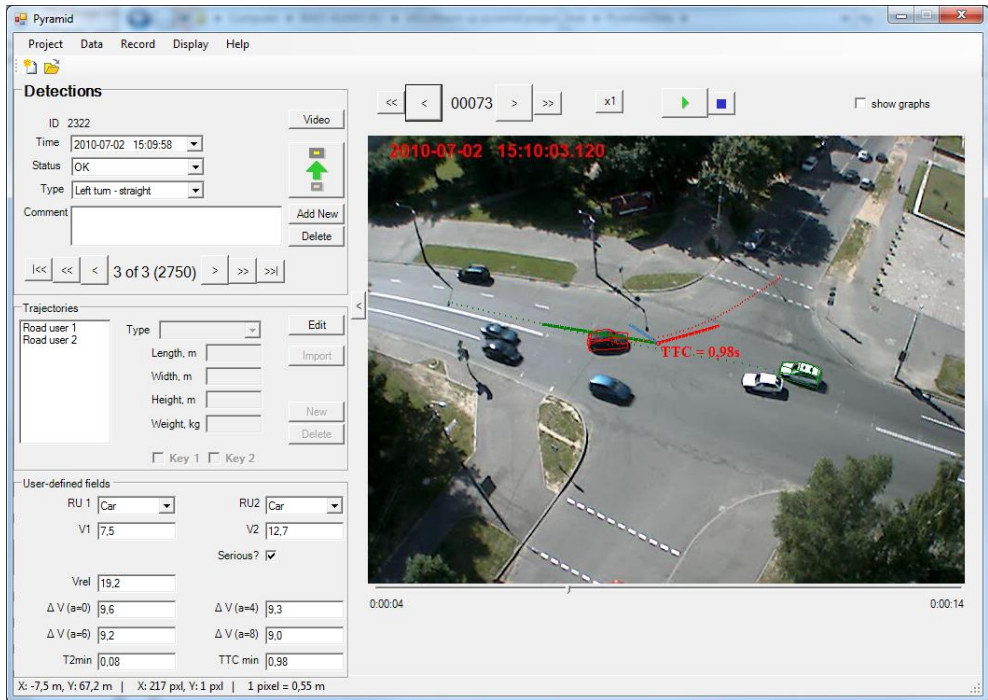 Pyramid
Project Data Record Display Help
Detections
ID 2322
Video
Time 2010-07-02 15:09:58
Status OK
Type Left turn - straight
Comment
Add New
Delete
|<< << < 3 of 3 (2750) > >> >>|
Trajectories
Road user 1
Road user 2
Type
Edit
Length, m
Import
Width, m
Height, m
Weight, kg
New
Delete
Key 1 Key 2
User-defined fields
RU 1 Car RU2 Car
V1 7,5 V2 12,7
Serious?
Vrel 19,2
Δ V (a=0) 9,6 Δ V (a=4) 9,3
Δ V (a=6) 9,2 Δ V (a=8) 9,0
T2min 0,08 TTC min 0,98
<
<< < 00073 > >> x1
show graphs
2010-07-02 15:10:03.120
TTC = 0,98s
0:00:04 0:00:14
X: -7,5 m, Y: 67,2 m | X: 217 pxl, Y: 1 pxl | 1 pixel = 0,55 m